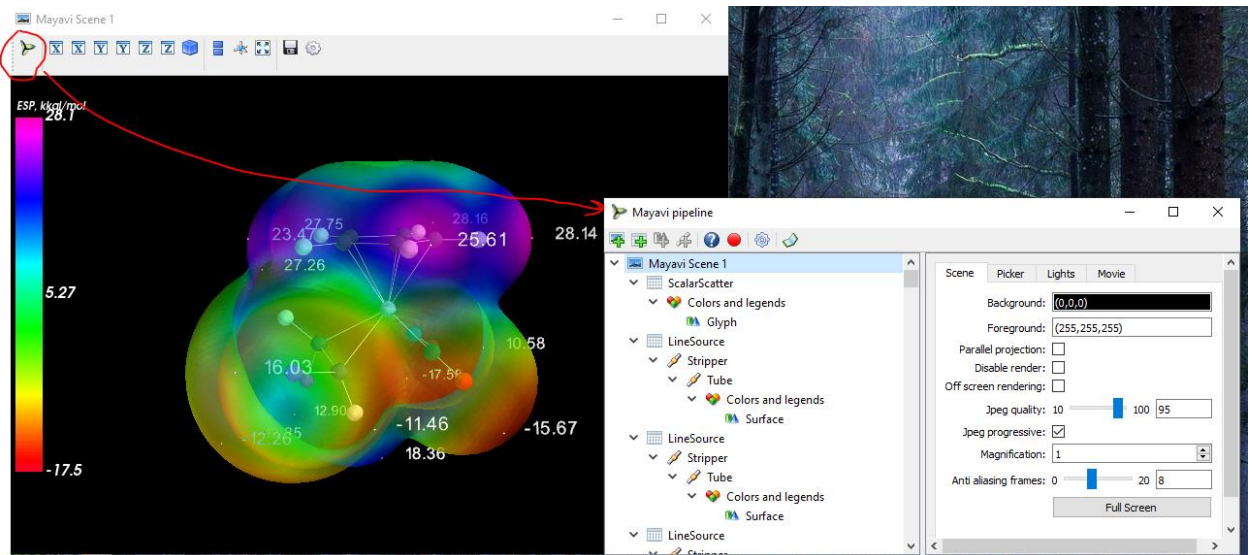 Mayavi Scene 1
X X Y Y Z Z
ESP, kkal/mol
28.1
5.27
-17.5
27.75
23.47
27.26
28.16
25.61
28.14
10.58
16.03
-17.58
12.90
-11.46
-15.67
18.36
Mayavi pipeline
Mayavi Scene 1
ScalarScatter
Colors and legends
Glyph
LineSource
Stripper
Tube
Colors and legends
Surface
LineSource
Stripper
Tube
Colors and legends
Surface
LineSource
Stripper
Scene Picker Lights Movie
Background: (0,0,0)
Foreground: (255,255,255)
Parallel projection:
Disable render:
Off screen rendering:
Jpeg quality: 10 100 95
Jpeg progressive:
Magnification: 1
Anti aliasing frames: 0 20 8
Full Screen